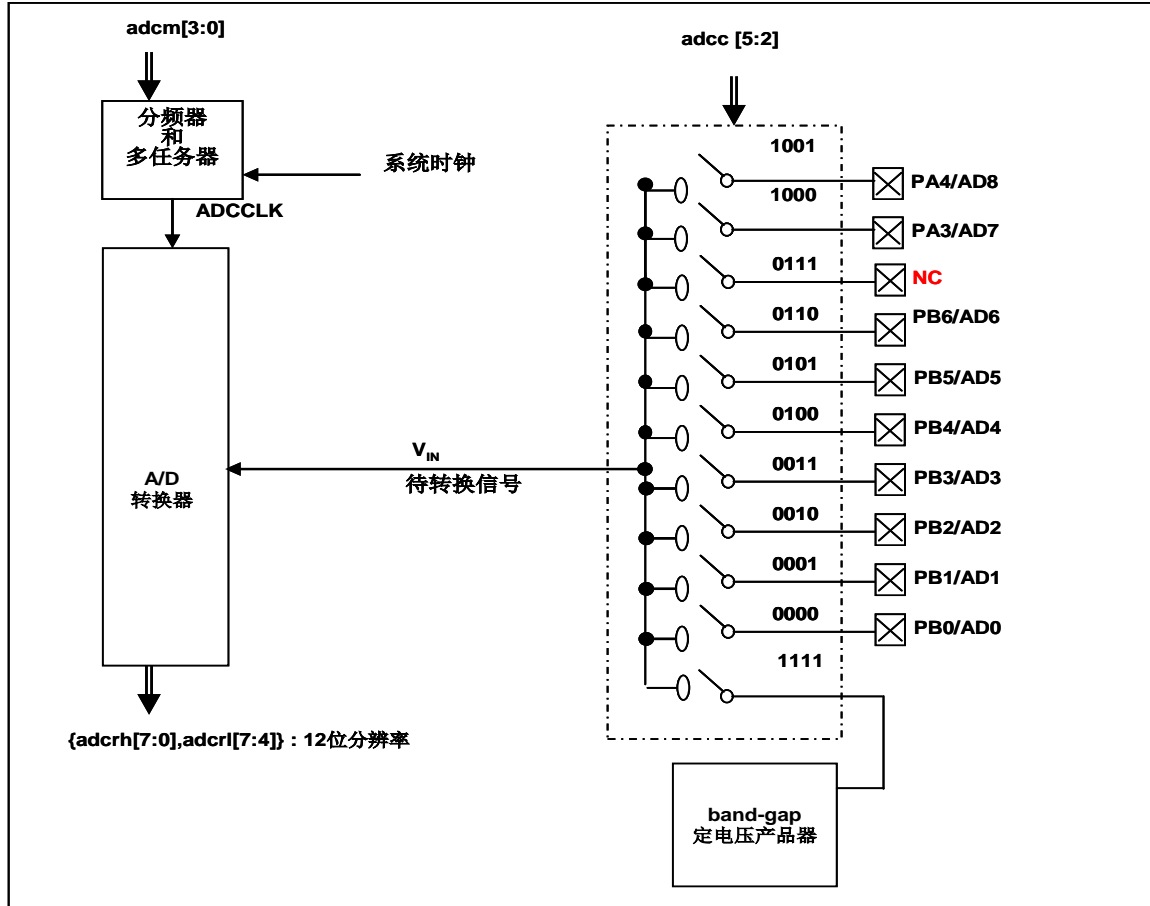 adcm[3:0]
分频器
和
多任务器
系统时钟
ADCCLK
A/D
转换器
{adcrh[7:0],adcrl[7:4]} : 12位分辨率
VIN
待转换信号
adcc [5:2]
1001
PA4/AD8
1000
PA3/AD7
0111
NC
0110
PB6/AD6
0101
PB5/AD5
0100
PB4/AD4
0011
PB3/AD3
0010
PB2/AD2
0001
PB1/AD1
0000
PB0/AD0
1111
band-gap
定电压产品器